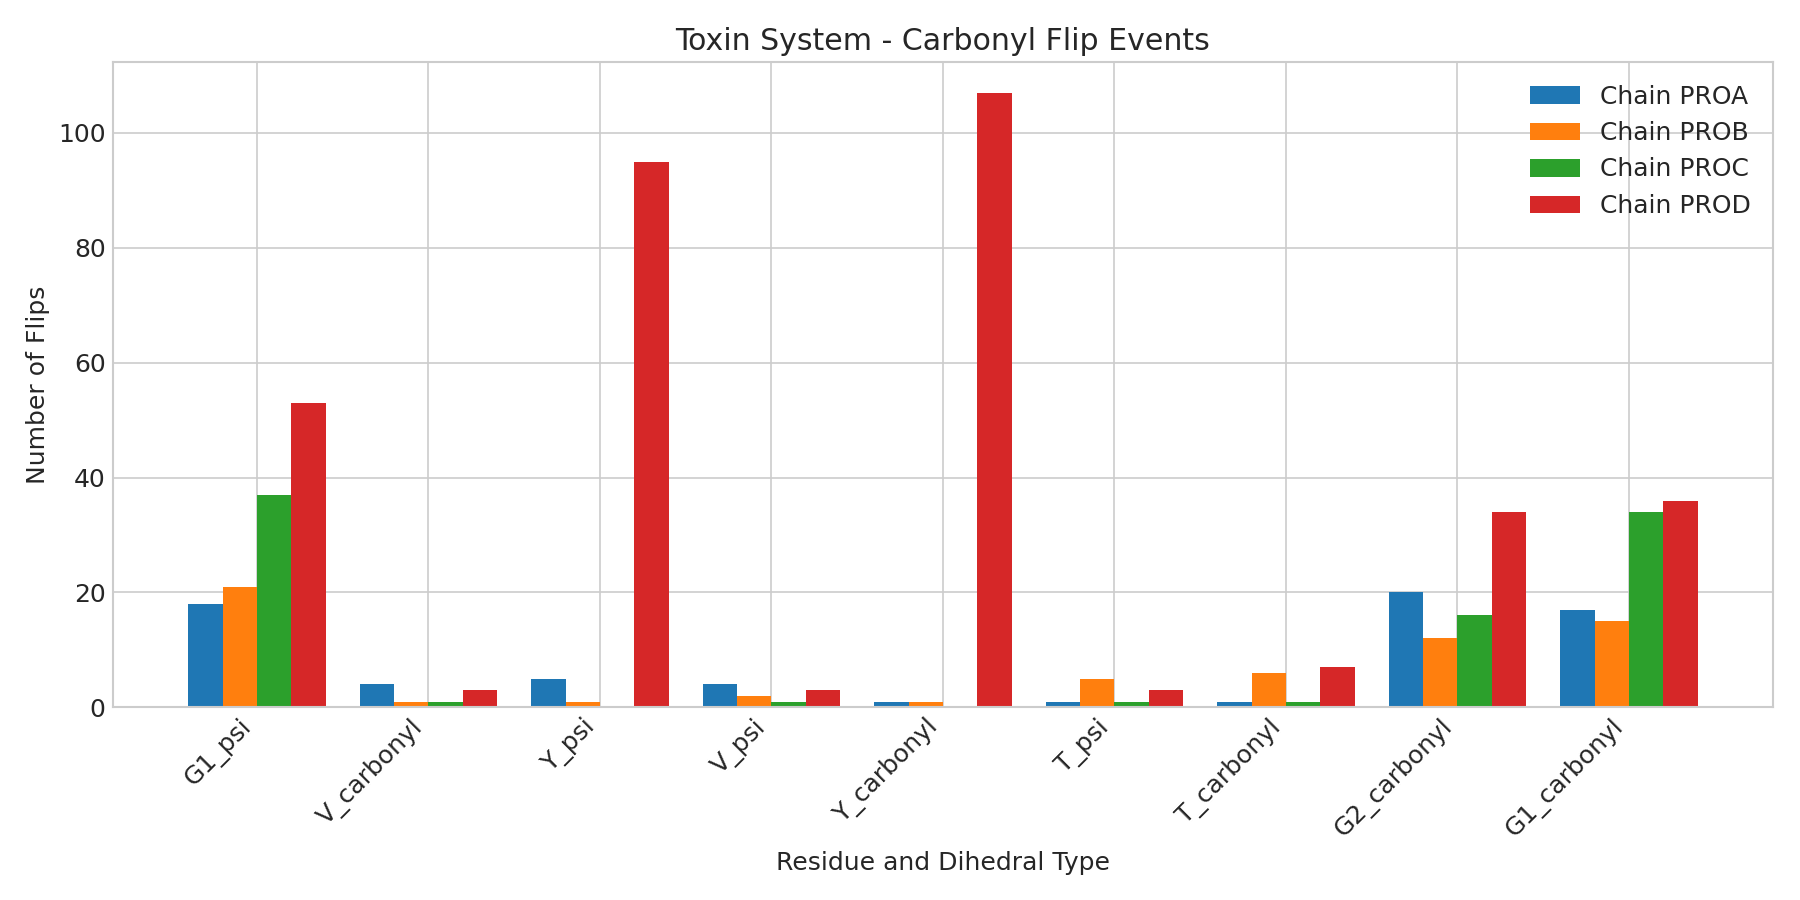 Toxin System - Carbonyl Flip Events
Chain PROA
Chain PROB
Chain PROC
Chain PROD
Number of Flips
100
80
60
40
20
0
G1_psi
V_carbonyl
Y_psi
V_psi
Y_carbonyl
T_psi
T_carbonyl
G2_carbonyl
G1_carbonyl
Residue and Dihedral Type